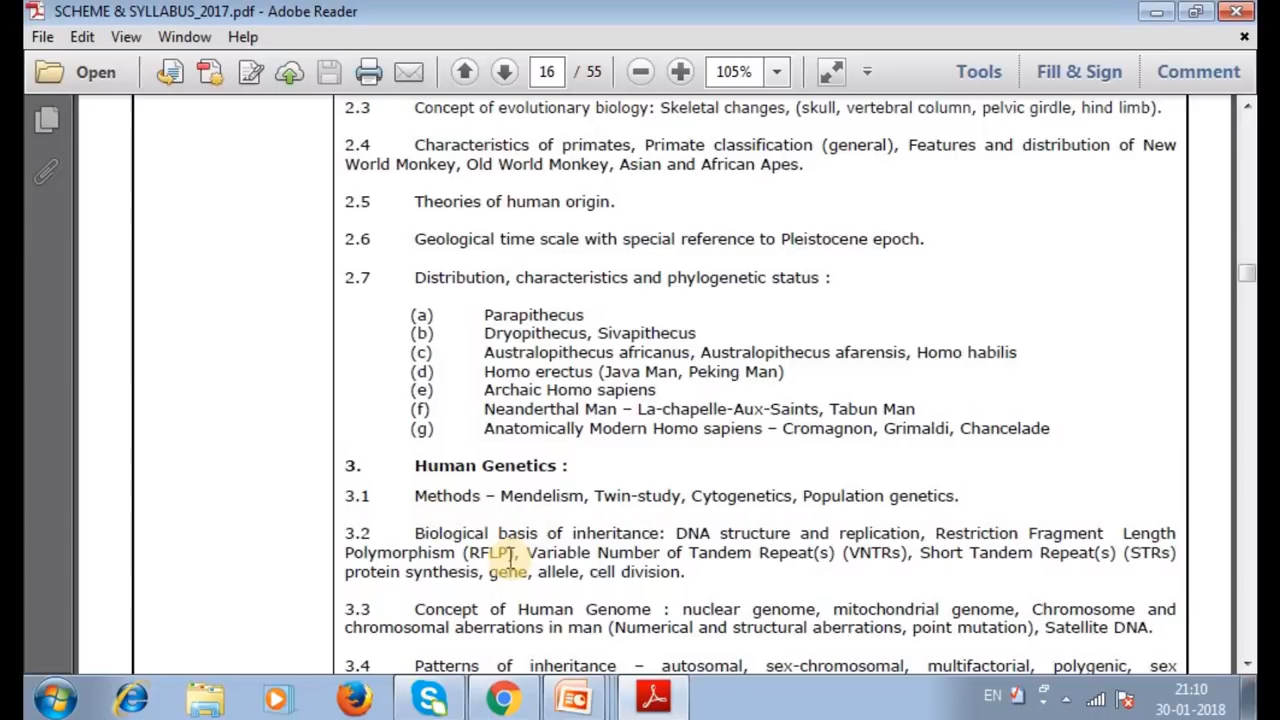 SCHEME & SYLLABUS_2017.pdf - Adobe Reader
File Edit View Window Help
Open 16 / 55 105% Tools Fill & Sign Comment
2.3 Concept of evolutionary biology: Skeletal changes, (skull, vertebral column, pelvic girdle, hind limb).
2.4 Characteristics of primates, Primate classification (general), Features and distribution of New
World Monkey, Old World Monkey, Asian and African Apes.
2.5 Theories of human origin.
2.6 Geological time scale with special reference to Pleistocene epoch.
2.7 Distribution, characteristics and phylogenetic status :
(a) Parapithecus
(b) Dryopithecus, Sivapithecus
(c) Australopithecus africanus, Australopithecus afarensis, Homo habilis
(d) Homo erectus (Java Man, Peking Man)
(e) Archaic Homo sapiens
(f) Neanderthal Man – La-chapelle-Aux-Saints, Tabun Man
(g) Anatomically Modern Homo sapiens – Cromagnon, Grimaldi, Chancelade
3. Human Genetics :
3.1 Methods – Mendelism, Twin-study, Cytogenetics, Population genetics.
3.2 Biological basis of inheritance: DNA structure and replication, Restriction Fragment Length
Polymorphism (RFLP), Variable Number of Tandem Repeat(s) (VNTRs), Short Tandem Repeat(s) (STRs)
protein synthesis, gene, allele, cell division.
3.3 Concept of Human Genome : nuclear genome, mitochondrial genome, Chromosome and
chromosomal aberrations in man (Numerical and structural aberrations, point mutation), Satellite DNA.
3.4 Patterns of inheritance – autosomal, sex-chromosomal, multifactorial, polygenic, sex
EN 21:10
30-01-2018